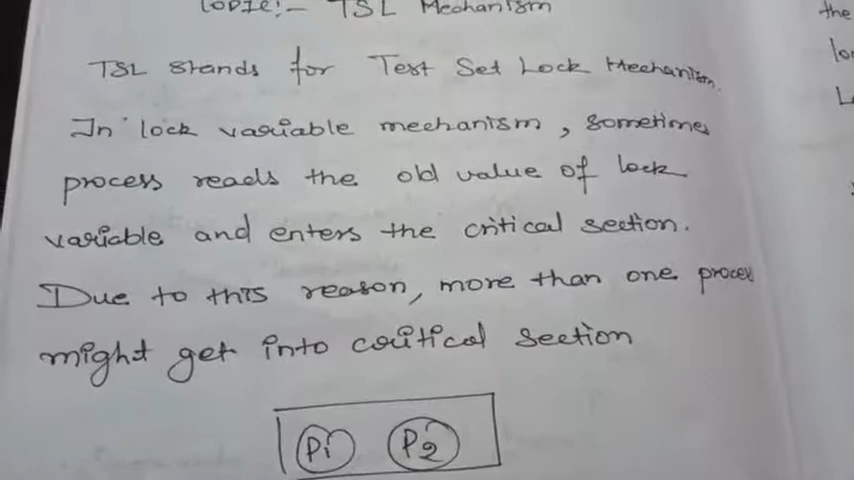 Topic:- TSL Mechanism
TSL stands for Test Set Lock Mechanism.
In lock variable mechanism, sometimes
process reads the old value of lock
variable and enters the critical section.
Due to this reason, more than one process
might get into coritical section
P1 P2
the